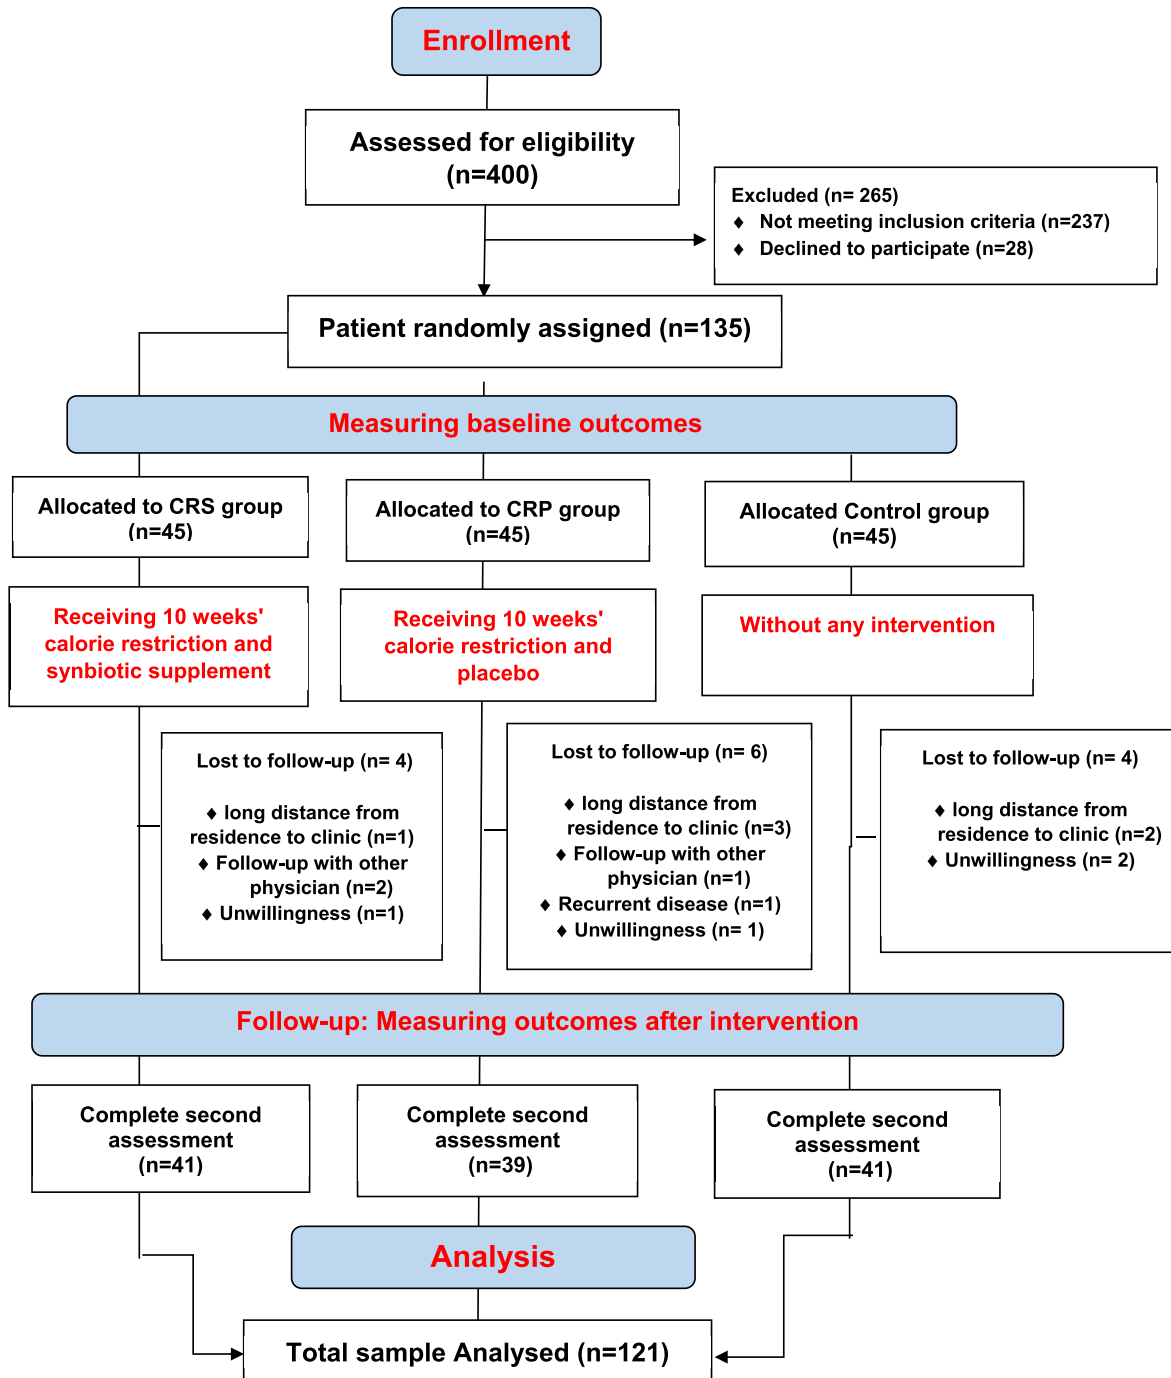 Enrollment
Assessed for eligibility
(n=400)
Excluded (n= 265)
♦ Not meeting inclusion criteria (n=237)
♦ Declined to participate (n=28)
Patient randomly assigned (n=135)
Measuring baseline outcomes
Allocated to CRS group
(n=45)
Allocated to CRP group
(n=45)
Allocated Control group
(n=45)
Receiving 10 weeks'
calorie restriction and
synbiotic supplement
Receiving 10 weeks'
calorie restriction and
placebo
Without any intervention
Lost to follow-up (n= 4)
♦ long distance from
residence to clinic (n=1)
♦ Follow-up with other
physician (n=2)
♦ Unwillingness (n=1)
Lost to follow-up (n= 6)
♦ long distance from
residence to clinic (n=3)
♦ Follow-up with other
physician (n=1)
♦ Recurrent disease (n=1)
♦ Unwillingness (n= 1)
Lost to follow-up (n= 4)
♦ long distance from
residence to clinic (n=2)
♦ Unwillingness (n= 2)
Follow-up: Measuring outcomes after intervention
Complete second
assessment
(n=41)
Complete second
assessment
(n=39)
Complete second
assessment
(n=41)
Analysis
Total sample Analysed (n=121)